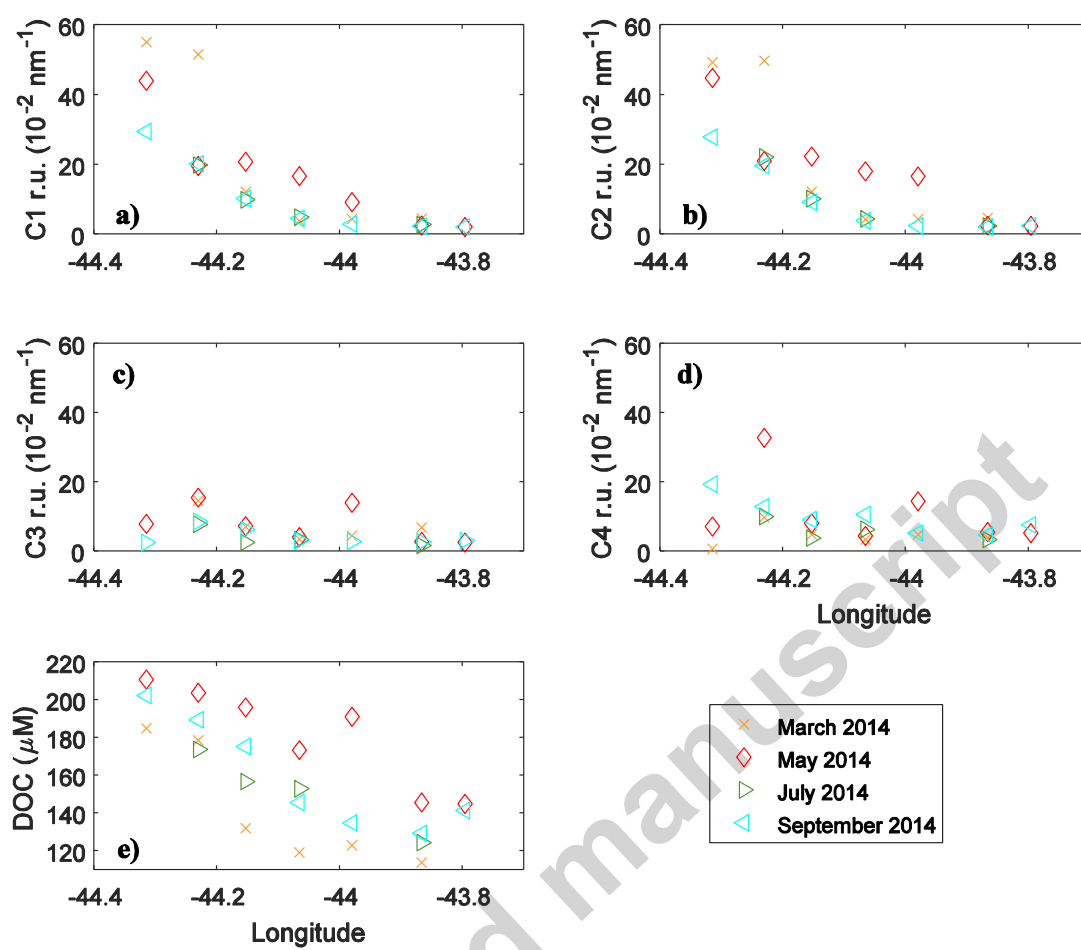 60
40
20
0
C1 r.u. (10⁻² nm⁻¹)
a)
-44.4 -44.2 -44 -43.8
60
40
20
0
C2 r.u. (10⁻² nm⁻¹)
b)
-44.4 -44.2 -44 -43.8
60
40
20
0
C3 r.u. (10⁻² nm⁻¹)
c)
-44.4 -44.2 -44 -43.8
60
40
20
0
C4 r.u. (10⁻² nm⁻¹)
d)
-44.4 -44.2 -44 -43.8
Longitude
220
200
180
160
140
120
DOC (μM)
e)
-44.4 -44.2 -44 -43.8
Longitude
March 2014
May 2014
July 2014
September 2014
d manuscript